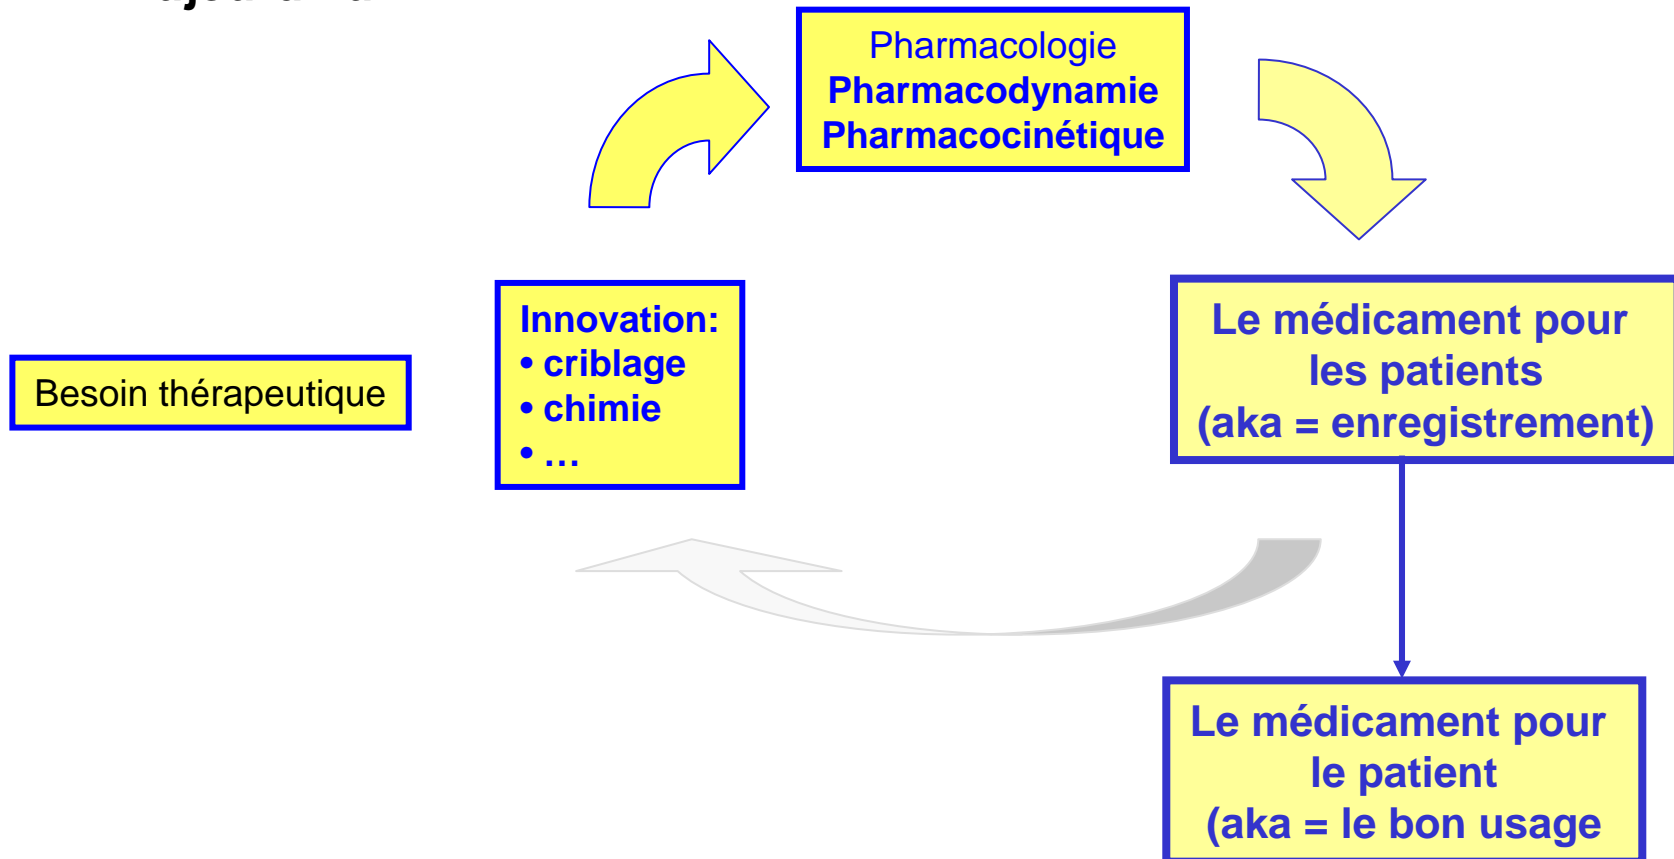 Pharmacologie
Pharmacodynamie
Pharmacocinétique
Innovation:
• criblage
• chimie
• …
Besoin thérapeutique
Le médicament pour
les patients
(aka = enregistrement)
Le médicament pour
le patient
(aka = le bon usage